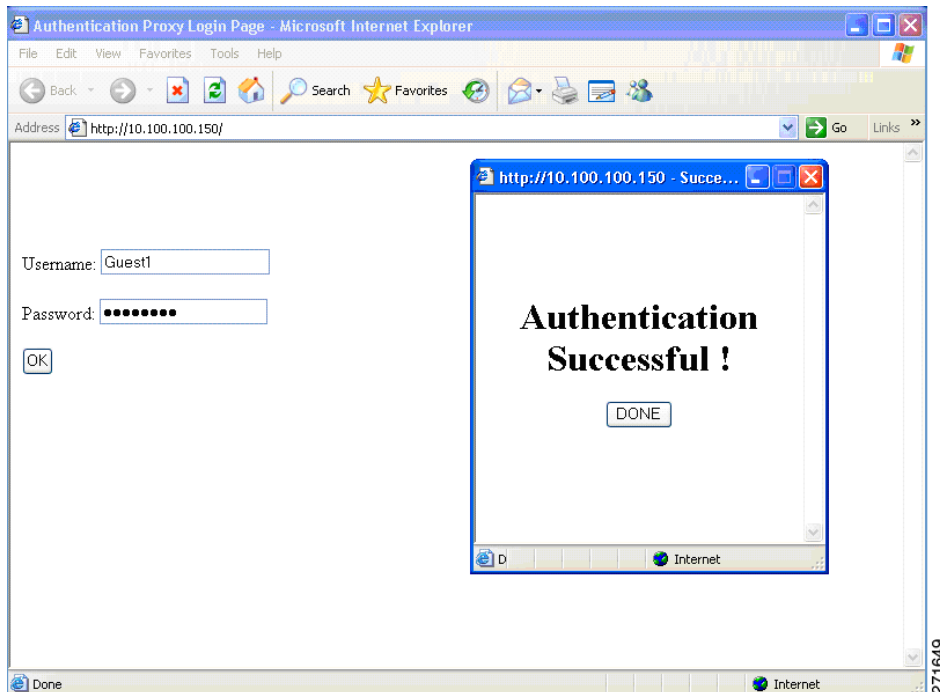 Authentication Proxy Login Page - Microsoft Internet Explorer
File Edit View Favorites Tools Help
Back Search Favorites
Address http://10.100.100.150/ Go Links »
http://10.100.100.150 - Succe...
Username: Guest1
Password: ••••••••
OK
Authentication
Successful !
DONE
D Internet
Done Internet
271649